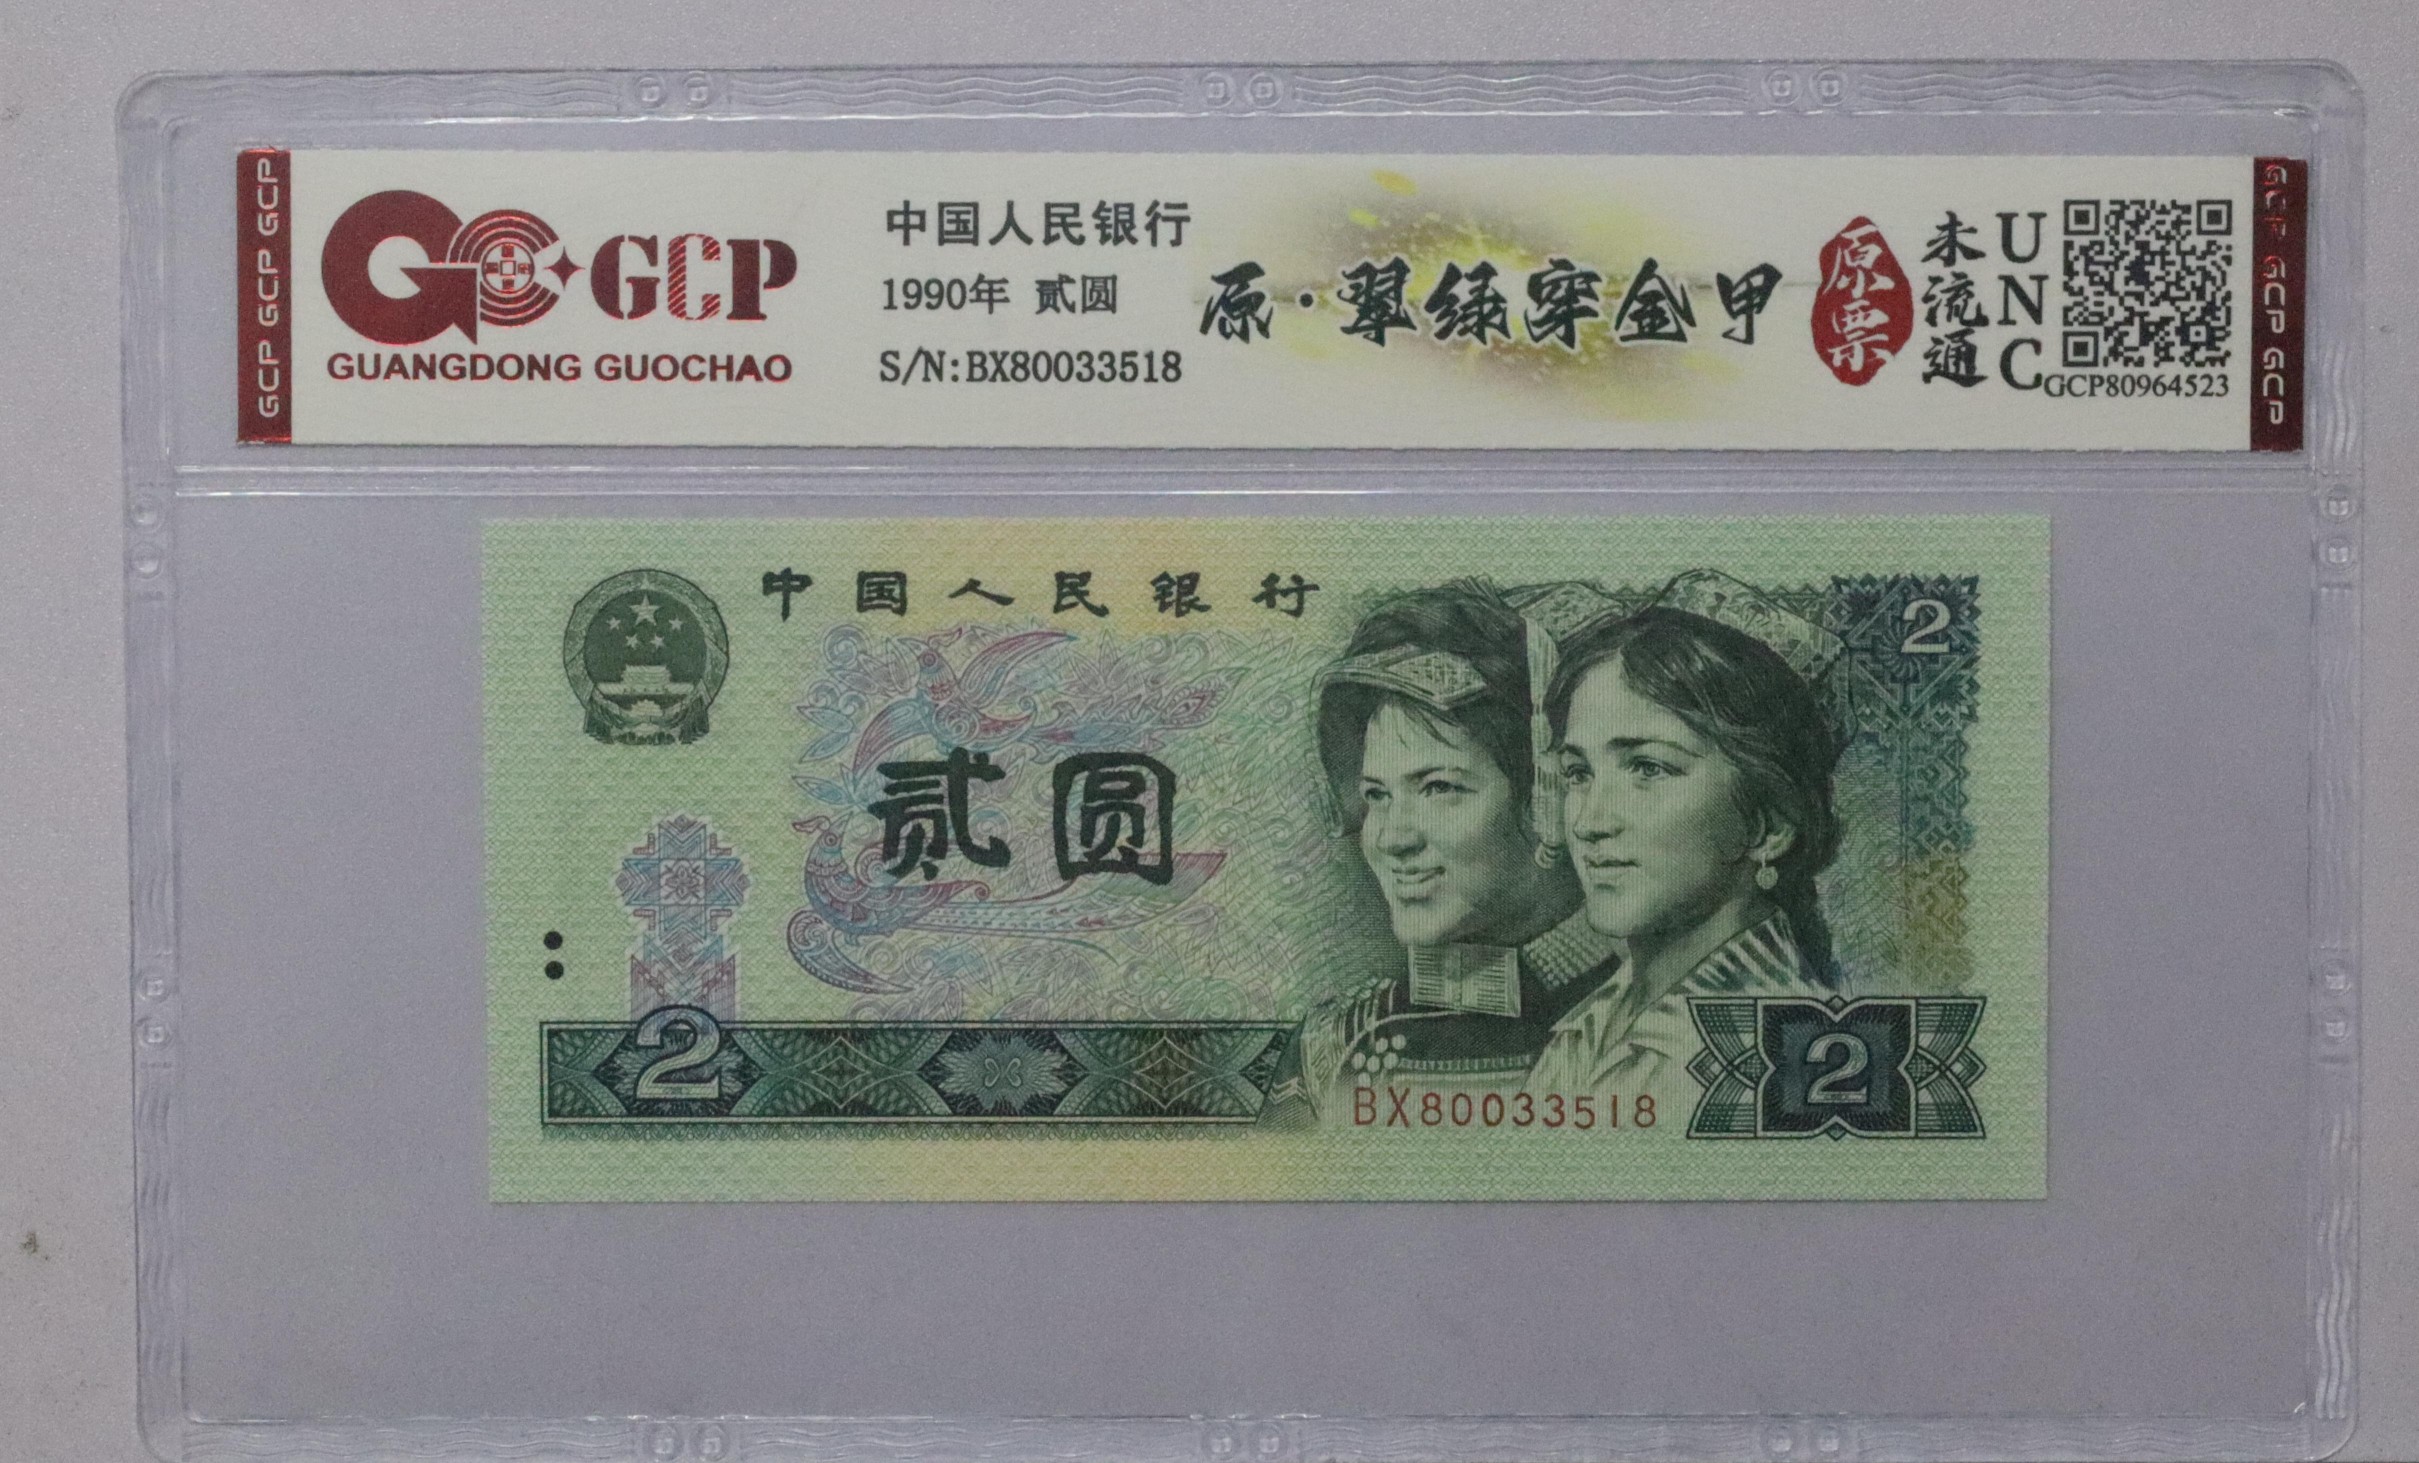 GCP GCP GCP
GCP
GUANGDONG GUOCHAO
中国人民银行
1990年 贰圆
S/N:BX80033518
原·翠绿穿金甲
原票
未流通
UNC
GCP80964523
GCP GCP GCP
中国人民银行
2
贰圆
2
BX80033518
2